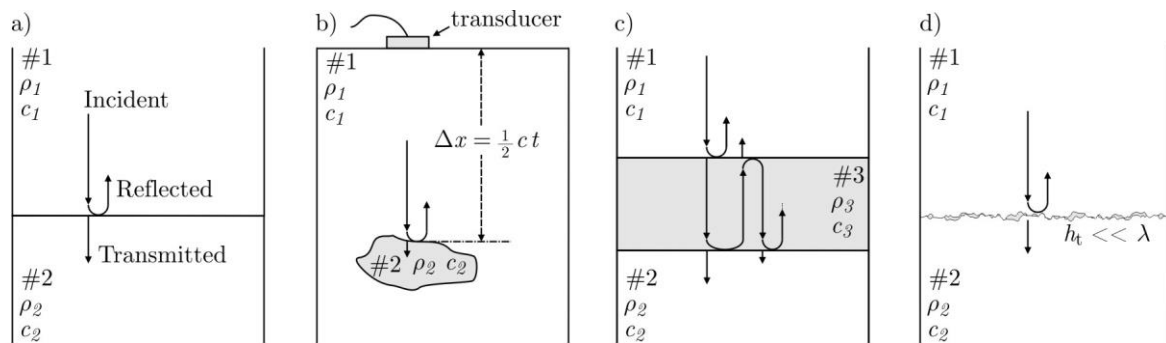 a)
#1
ρ1
c1
Incident
Reflected
Transmitted
#2
ρ2
c2
b)
transducer
#1
ρ1
c1
Δx = ½ c t
#2 ρ2 c2
c)
#1
ρ1
c1
#3
ρ3
c3
#2
ρ2
c2
d)
#1
ρ1
c1
ht << λ
#2
ρ2
c2